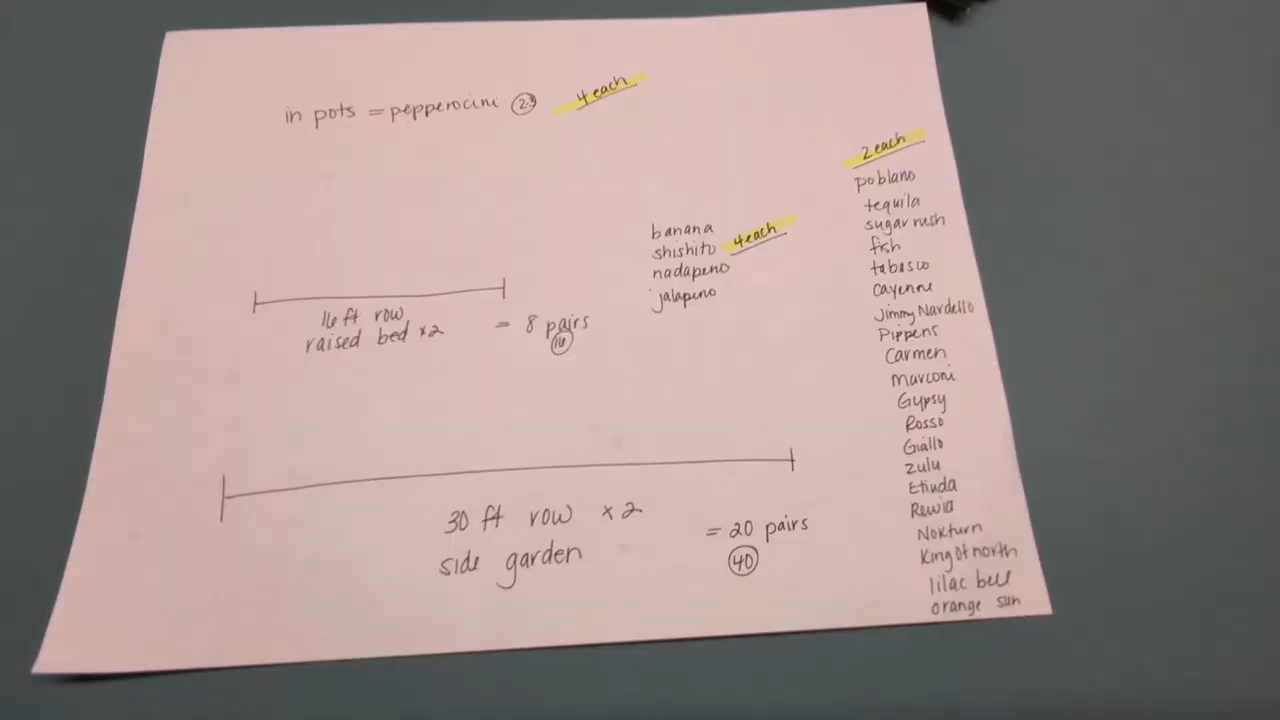 in pots = pepperocini 2-3 4 each
banana
shishito 4 each
nadapeno
jalapeno
16 ft row
raised bed x2 = 8 pairs
16
30 ft row x2
side garden
= 20 pairs
40
2 each
poblano
tequila
sugar rush
fish
tabasco
Cayenne
Jimmy Nardello
Pippens
Carmen
Marconi
Gypsy
Rosso
Giallo
Zulu
Etiuda
Rewia
Nokturn
King of north
lilac bell
orange sun